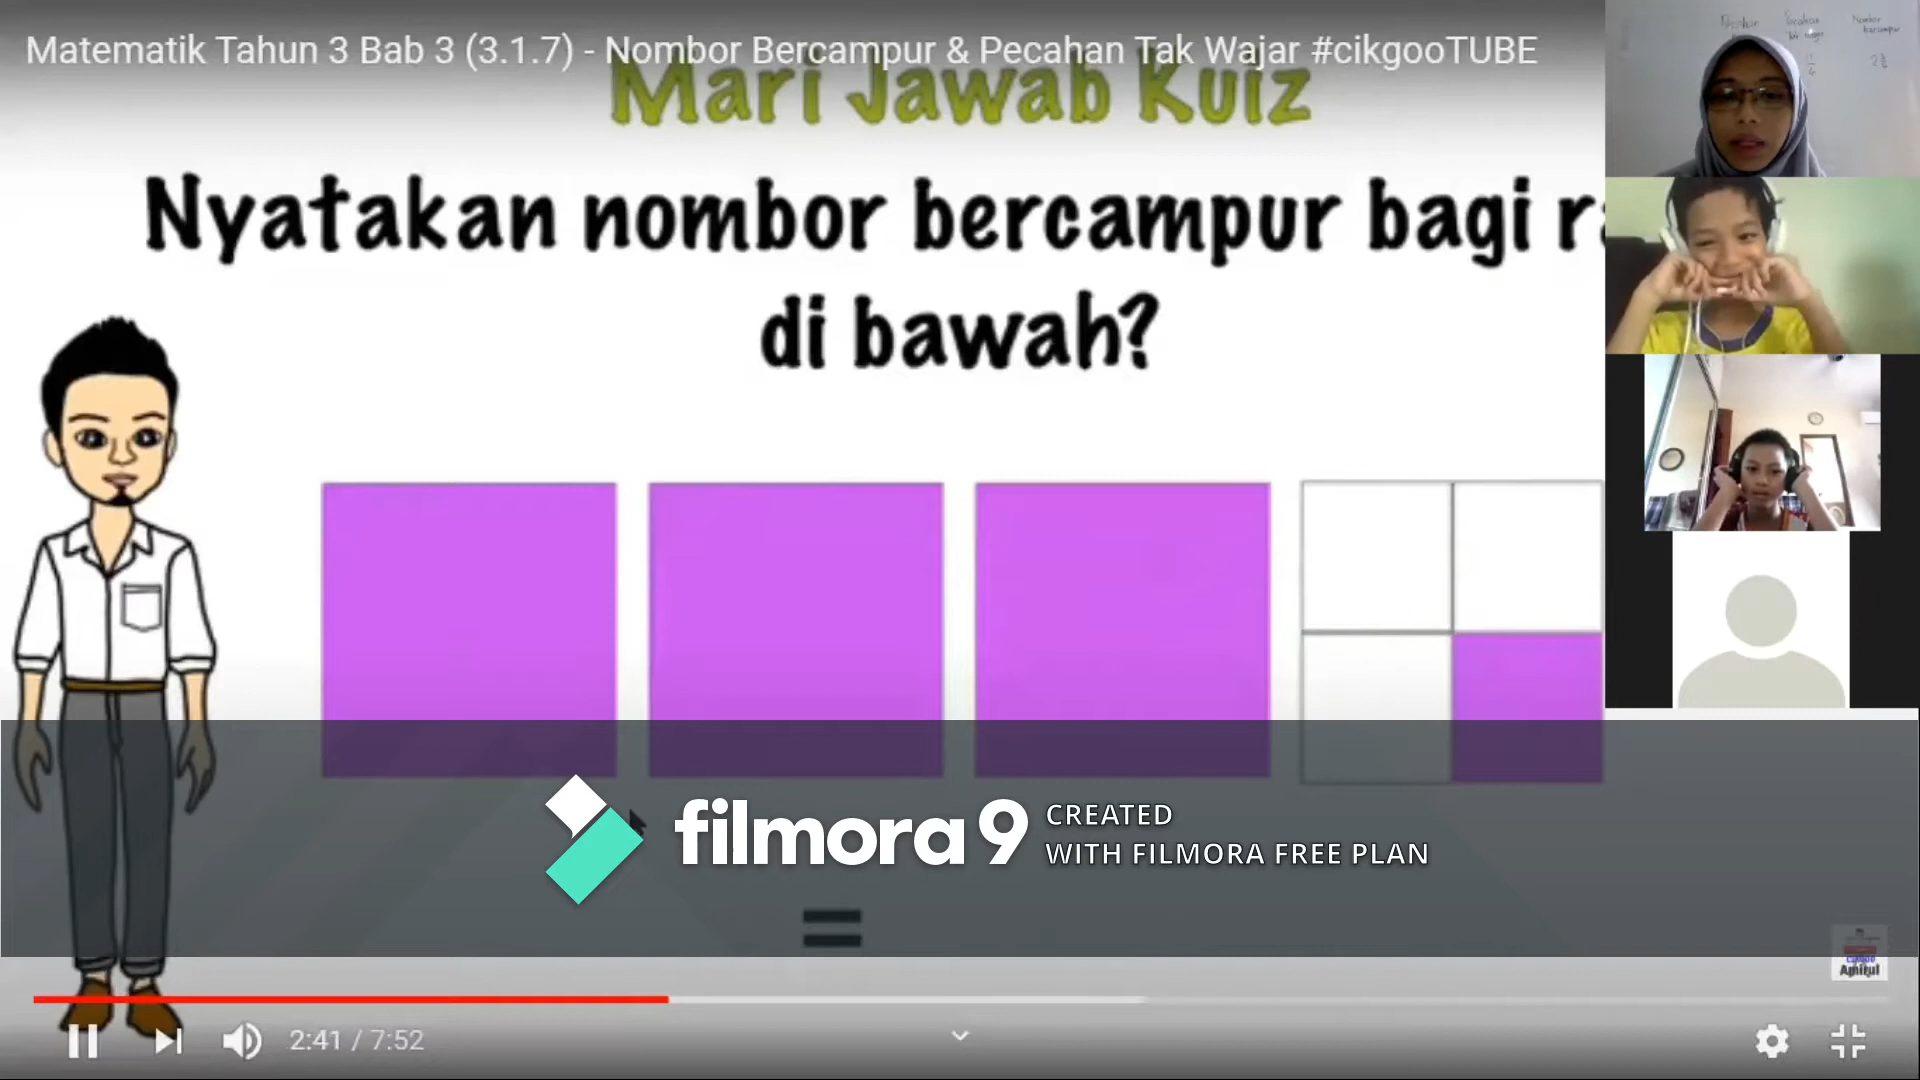 Matematik Tahun 3 Bab 3 (3.1.7) - Nombor Bercampur & Pecahan Tak Wajar #cikgooTUBE
Mari Jawab Kuiz
Nyatakan nombor bercampur bagi
di bawah?
filmora 9 CREATED
WITH FILMORA FREE PLAN
=
Amirul
2:41 / 7:52